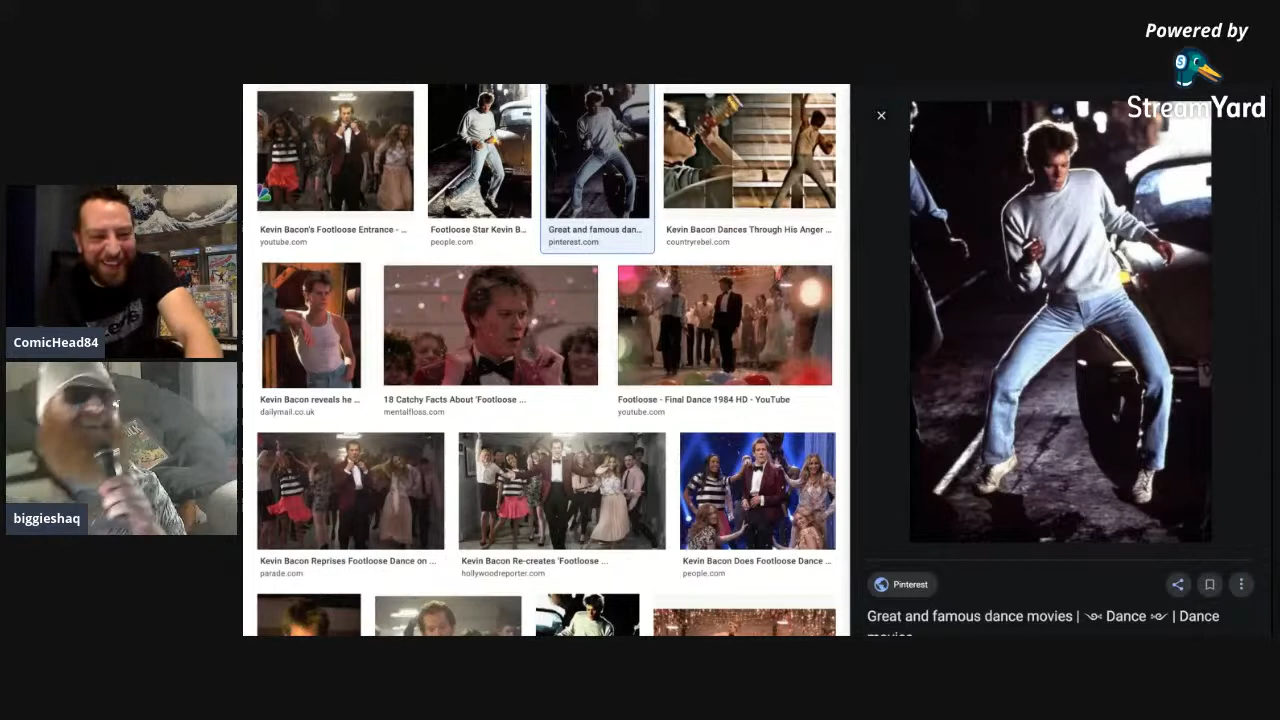 Powered by
StreamYard
Kevin Bacon's Footloose Entrance - ...
youtube.com
Footloose Star Kevin B...
people.com
Great and famous dan...
pinterest.com
Kevin Bacon Dances Through His Anger ...
countryrebel.com
ComicHead84
Kevin Bacon reveals he ...
dailymail.co.uk
18 Catchy Facts About 'Footloose ...
mentalfloss.com
Footloose - Final Dance 1984 HD - YouTube
youtube.com
biggieshaq
Kevin Bacon Reprises Footloose Dance on ...
parade.com
Kevin Bacon Re-creates 'Footloose ...
hollywoodreporter.com
Kevin Bacon Does Footloose Dance ...
people.com
Pinterest
Great and famous dance movies | Dance | Dance